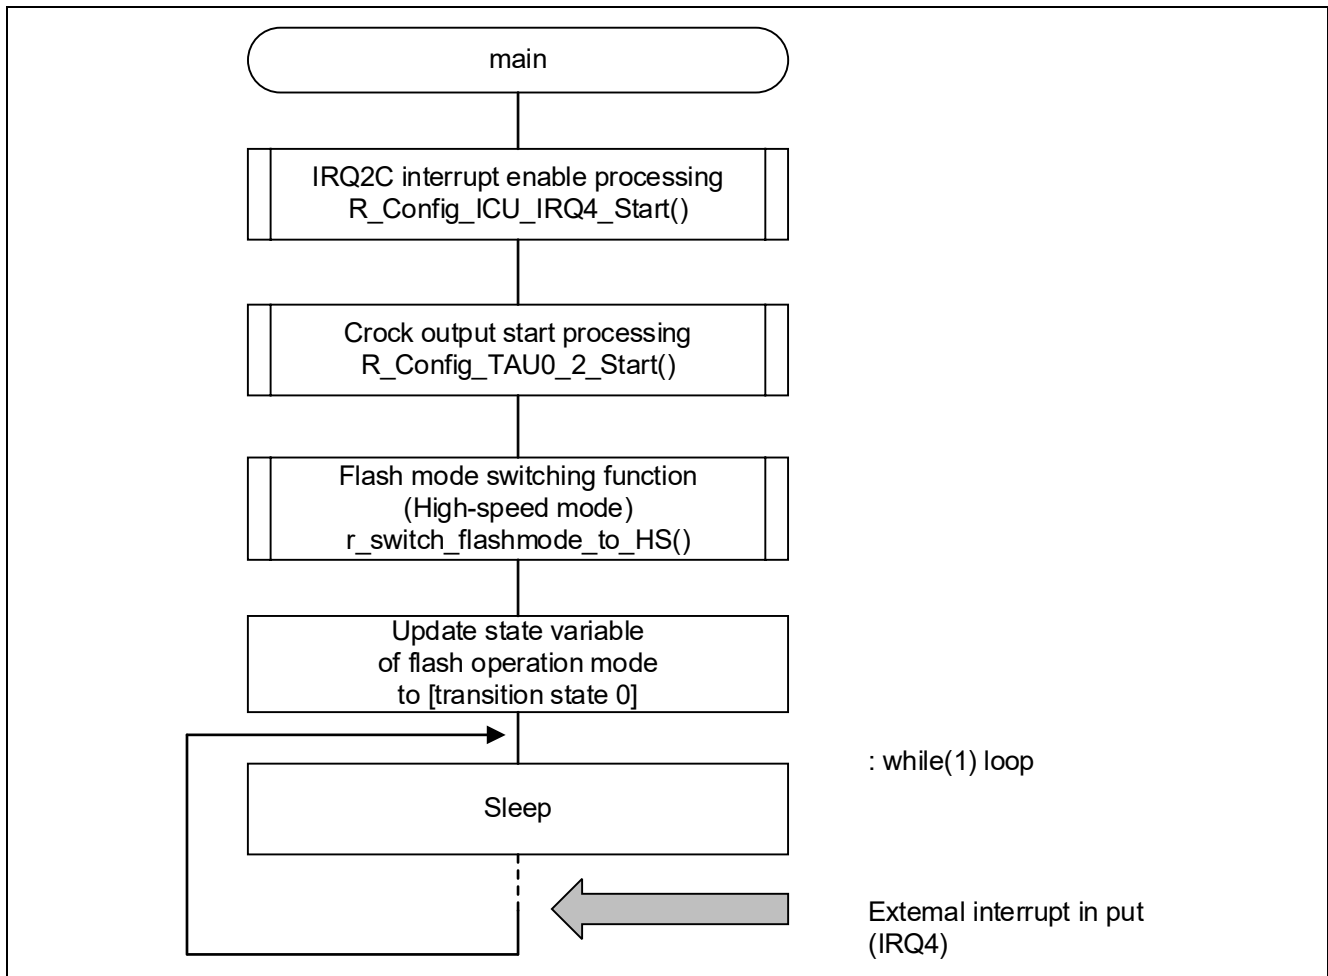 main
IRQ2C interrupt enable processing
R_Config_ICU_IRQ4_Start()
Crock output start processing
R_Config_TAU0_2_Start()
Flash mode switching function
(High-speed mode)
r_switch_flashmode_to_HS()
Update state variable
of flash operation mode
to [transition state 0]
: while(1) loop
Sleep
External interrupt in put
(IRQ4)